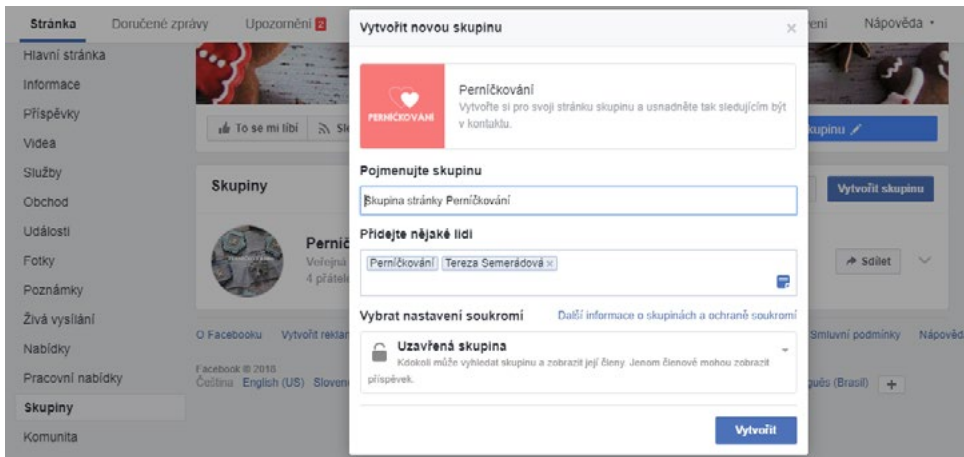 Stránka Doručené zprávy Upozornění 2
Nápověda
Hlavní stránka
Informace
Příspěvky
Videa
Služby
Obchod
Události
Fotky
Poznámky
Živá vysílání
Nabídky
Pracovní nabídky
Skupiny
Komunita
To se mi líbí
Skupiny
Vytvořit skupinu
Sdílet
4 přátelé
O Facebooku
Facebook © 2018
Čeština English (US)
(Brasil) +
Smluvní podmínky
Vytvořit novou skupinu ×
PERNÍČKOVÁNÍ
Perníčkování
Vytvořte si pro svoji stránku skupinu a usnadněte tak sledujícím být
v kontaktu.
Pojmenujte skupinu
Skupina stránky Perníčkování
Přidejte nějaké lidi
Perníčkování Tereza Semerádová ×
Vybrat nastavení soukromí Další informace o skupinách a ochraně soukromí
Uzavřená skupina
Kdokoli může vyhledat skupinu a zobrazit její členy. Jenom členové mohou zobrazit
příspěvek.
Vytvořit